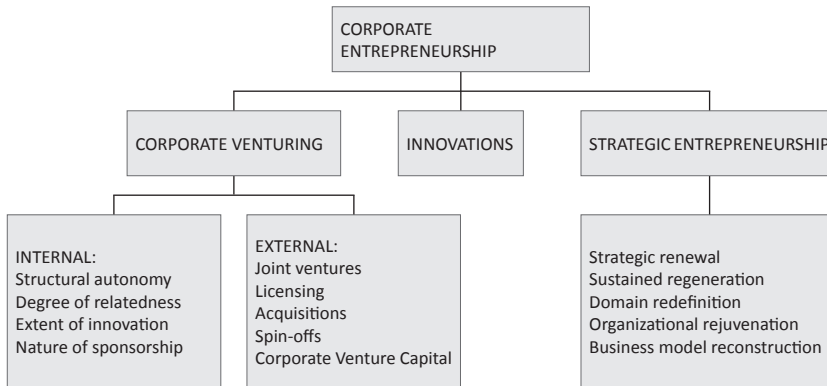 CORPORATE
ENTREPRENEURSHIP
CORPORATE VENTURING
INNOVATIONS
STRATEGIC ENTREPRENEURSHIP
INTERNAL:
Structural autonomy
Degree of relatedness
Extent of innovation
Nature of sponsorship
EXTERNAL:
Joint ventures
Licensing
Acquisitions
Spin-offs
Corporate Venture Capital
Strategic renewal
Sustained regeneration
Domain redefinition
Organizational rejuvenation
Business model reconstruction